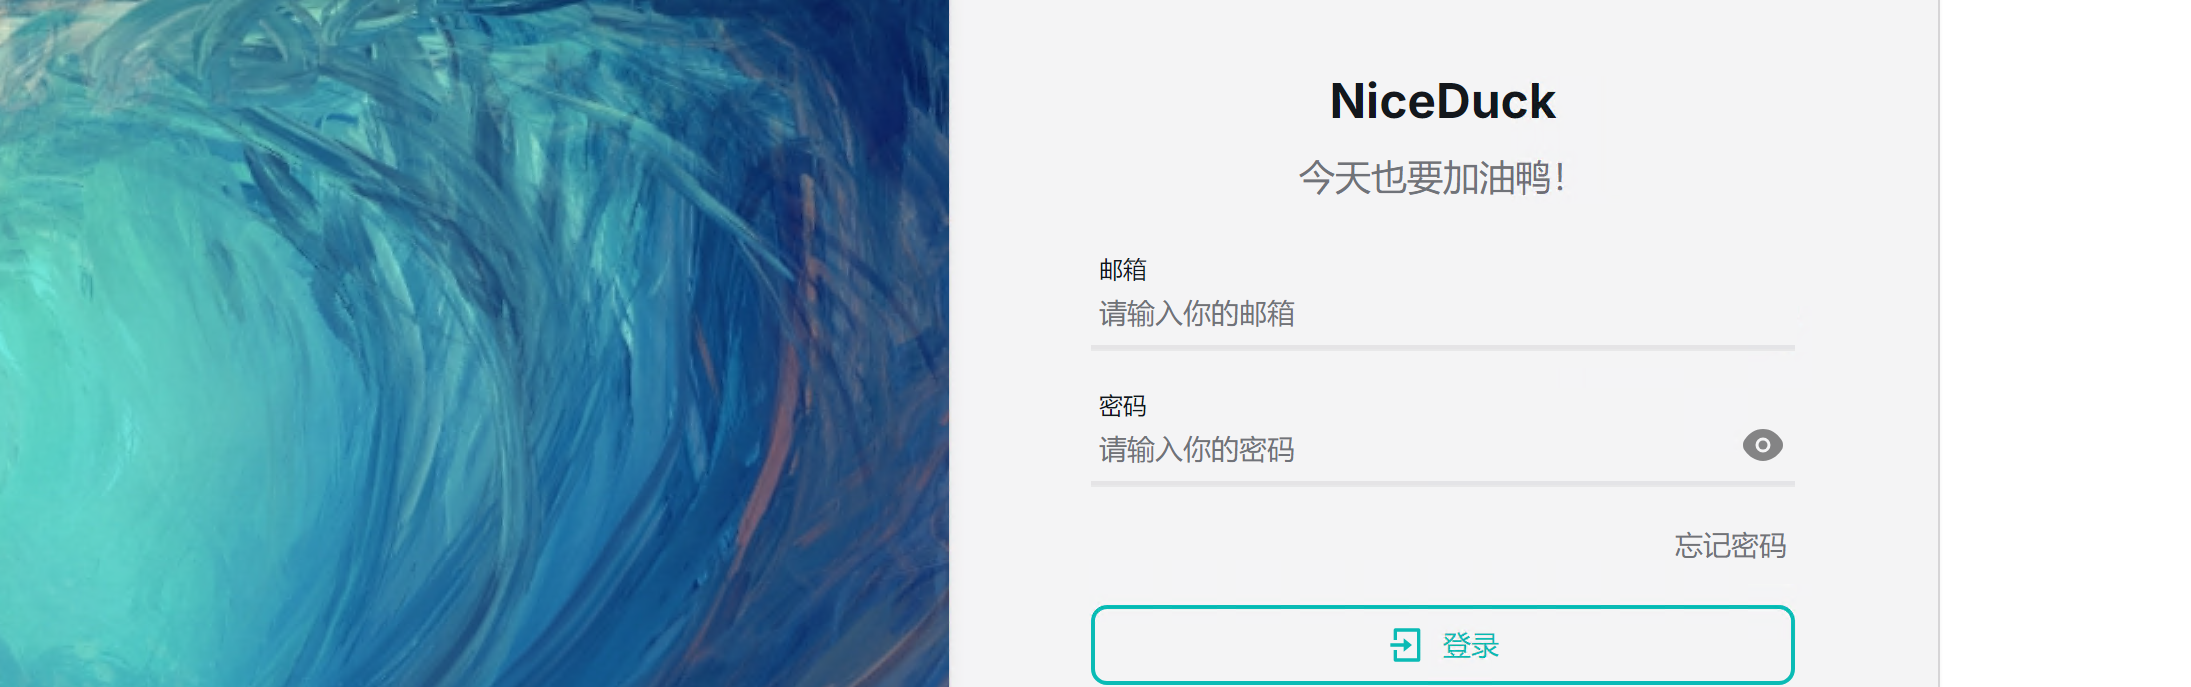 NiceDuck
今天也要加油鸭！
邮箱
请输入你的邮箱
密码
请输入你的密码
忘记密码
登录